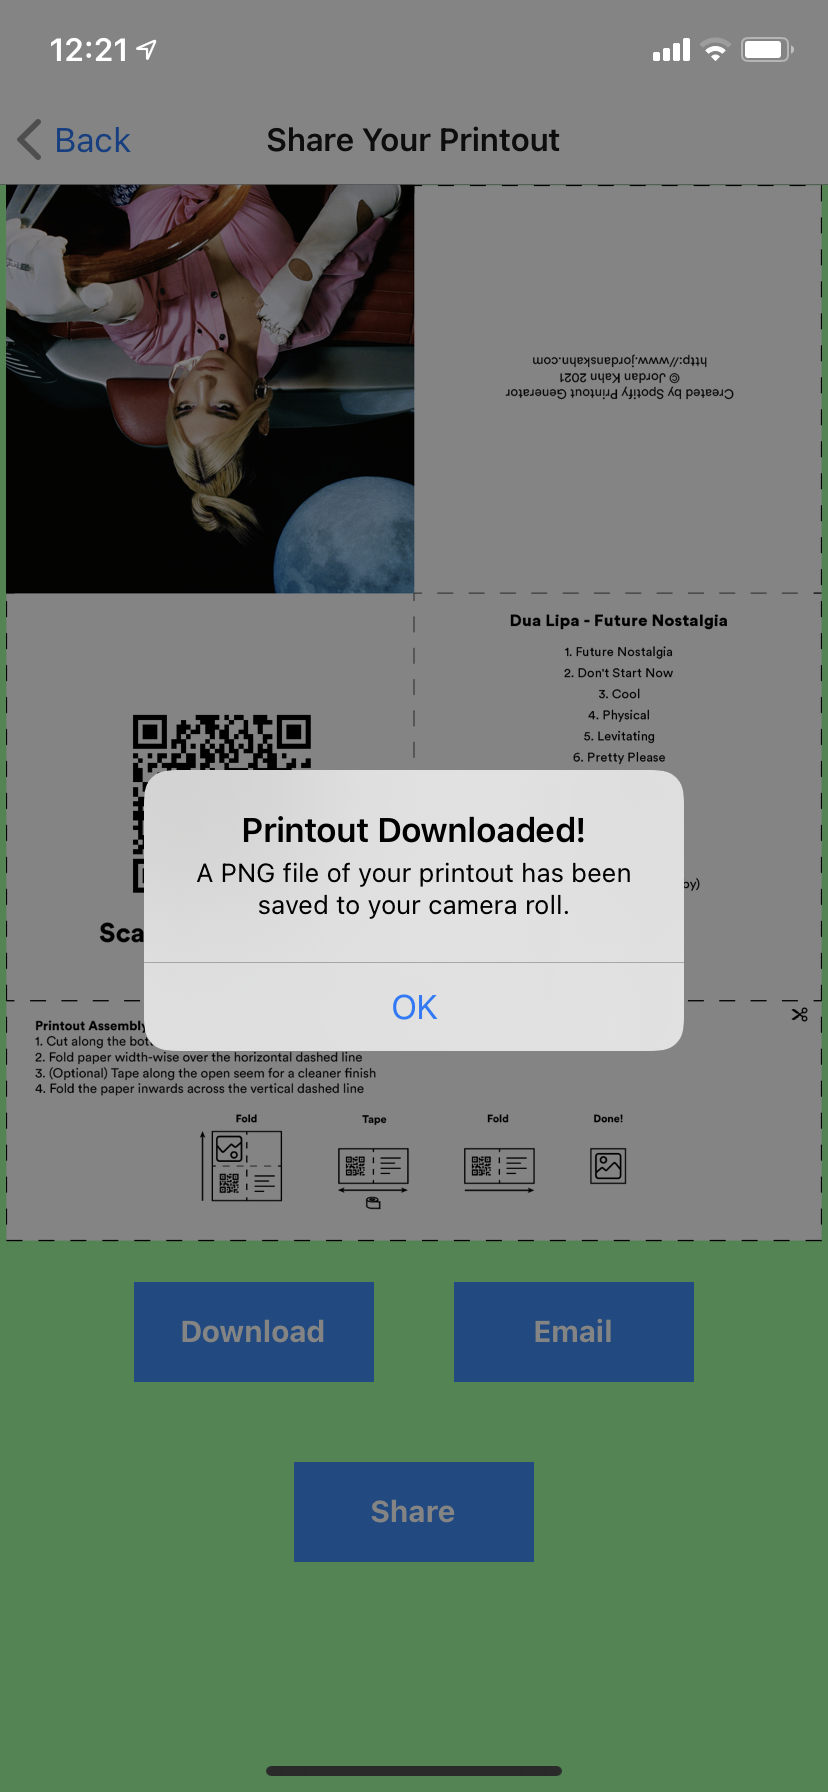 12:21
Back
Share Your Printout
http://www.jordanskahn.com
© Jordan Kahn 2021
Created by Spotify Printout Generator
Dua Lipa - Future Nostalgia
1. Future Nostalgia
2. Don't Start Now
3. Cool
4. Physical
5. Levitating
6. Pretty Please
Printout Downloaded!
A PNG file of your printout has been
saved to your camera roll.
OK
Printout Assembly
1. Cut along the
2. Fold paper width-wise over the horizontal dashed line
3. (Optional) Tape along the open seem for a cleaner finish
4. Fold the paper inwards across the vertical dashed line
Fold
Tape
Fold
Done!
Download
Email
Share